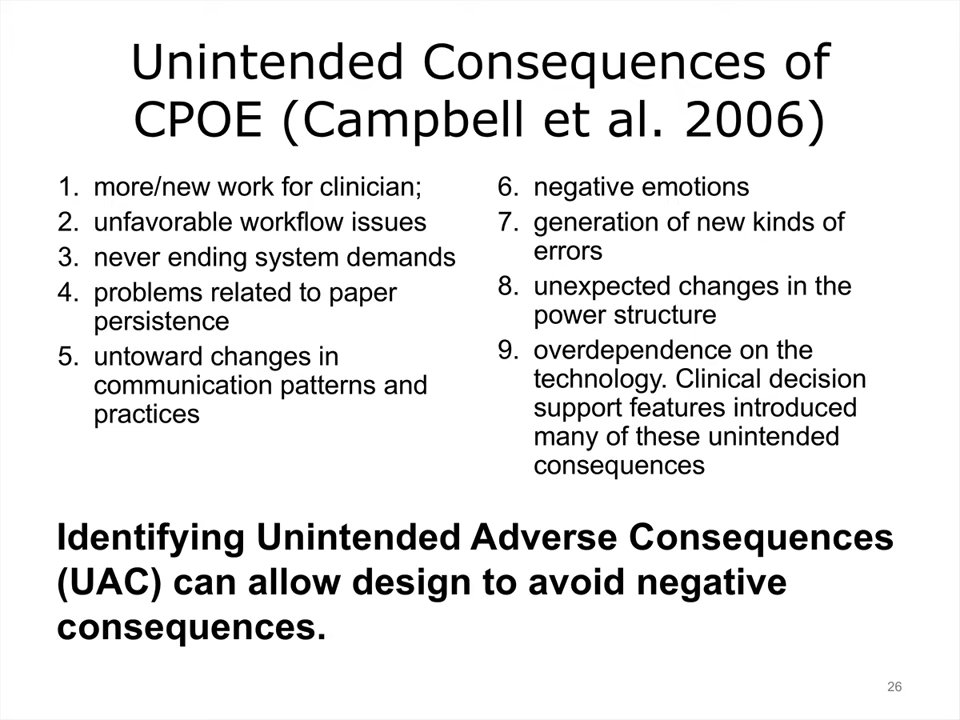 Unintended Consequences of
CPOE (Campbell et al. 2006)
1. more/new work for clinician;
2. unfavorable workflow issues
3. never ending system demands
4. problems related to paper
persistence
5. untoward changes in
communication patterns and
practices
6. negative emotions
7. generation of new kinds of
errors
8. unexpected changes in the
power structure
9. overdependence on the
technology. Clinical decision
support features introduced
many of these unintended
consequences
Identifying Unintended Adverse Consequences
(UAC) can allow design to avoid negative
consequences.
26